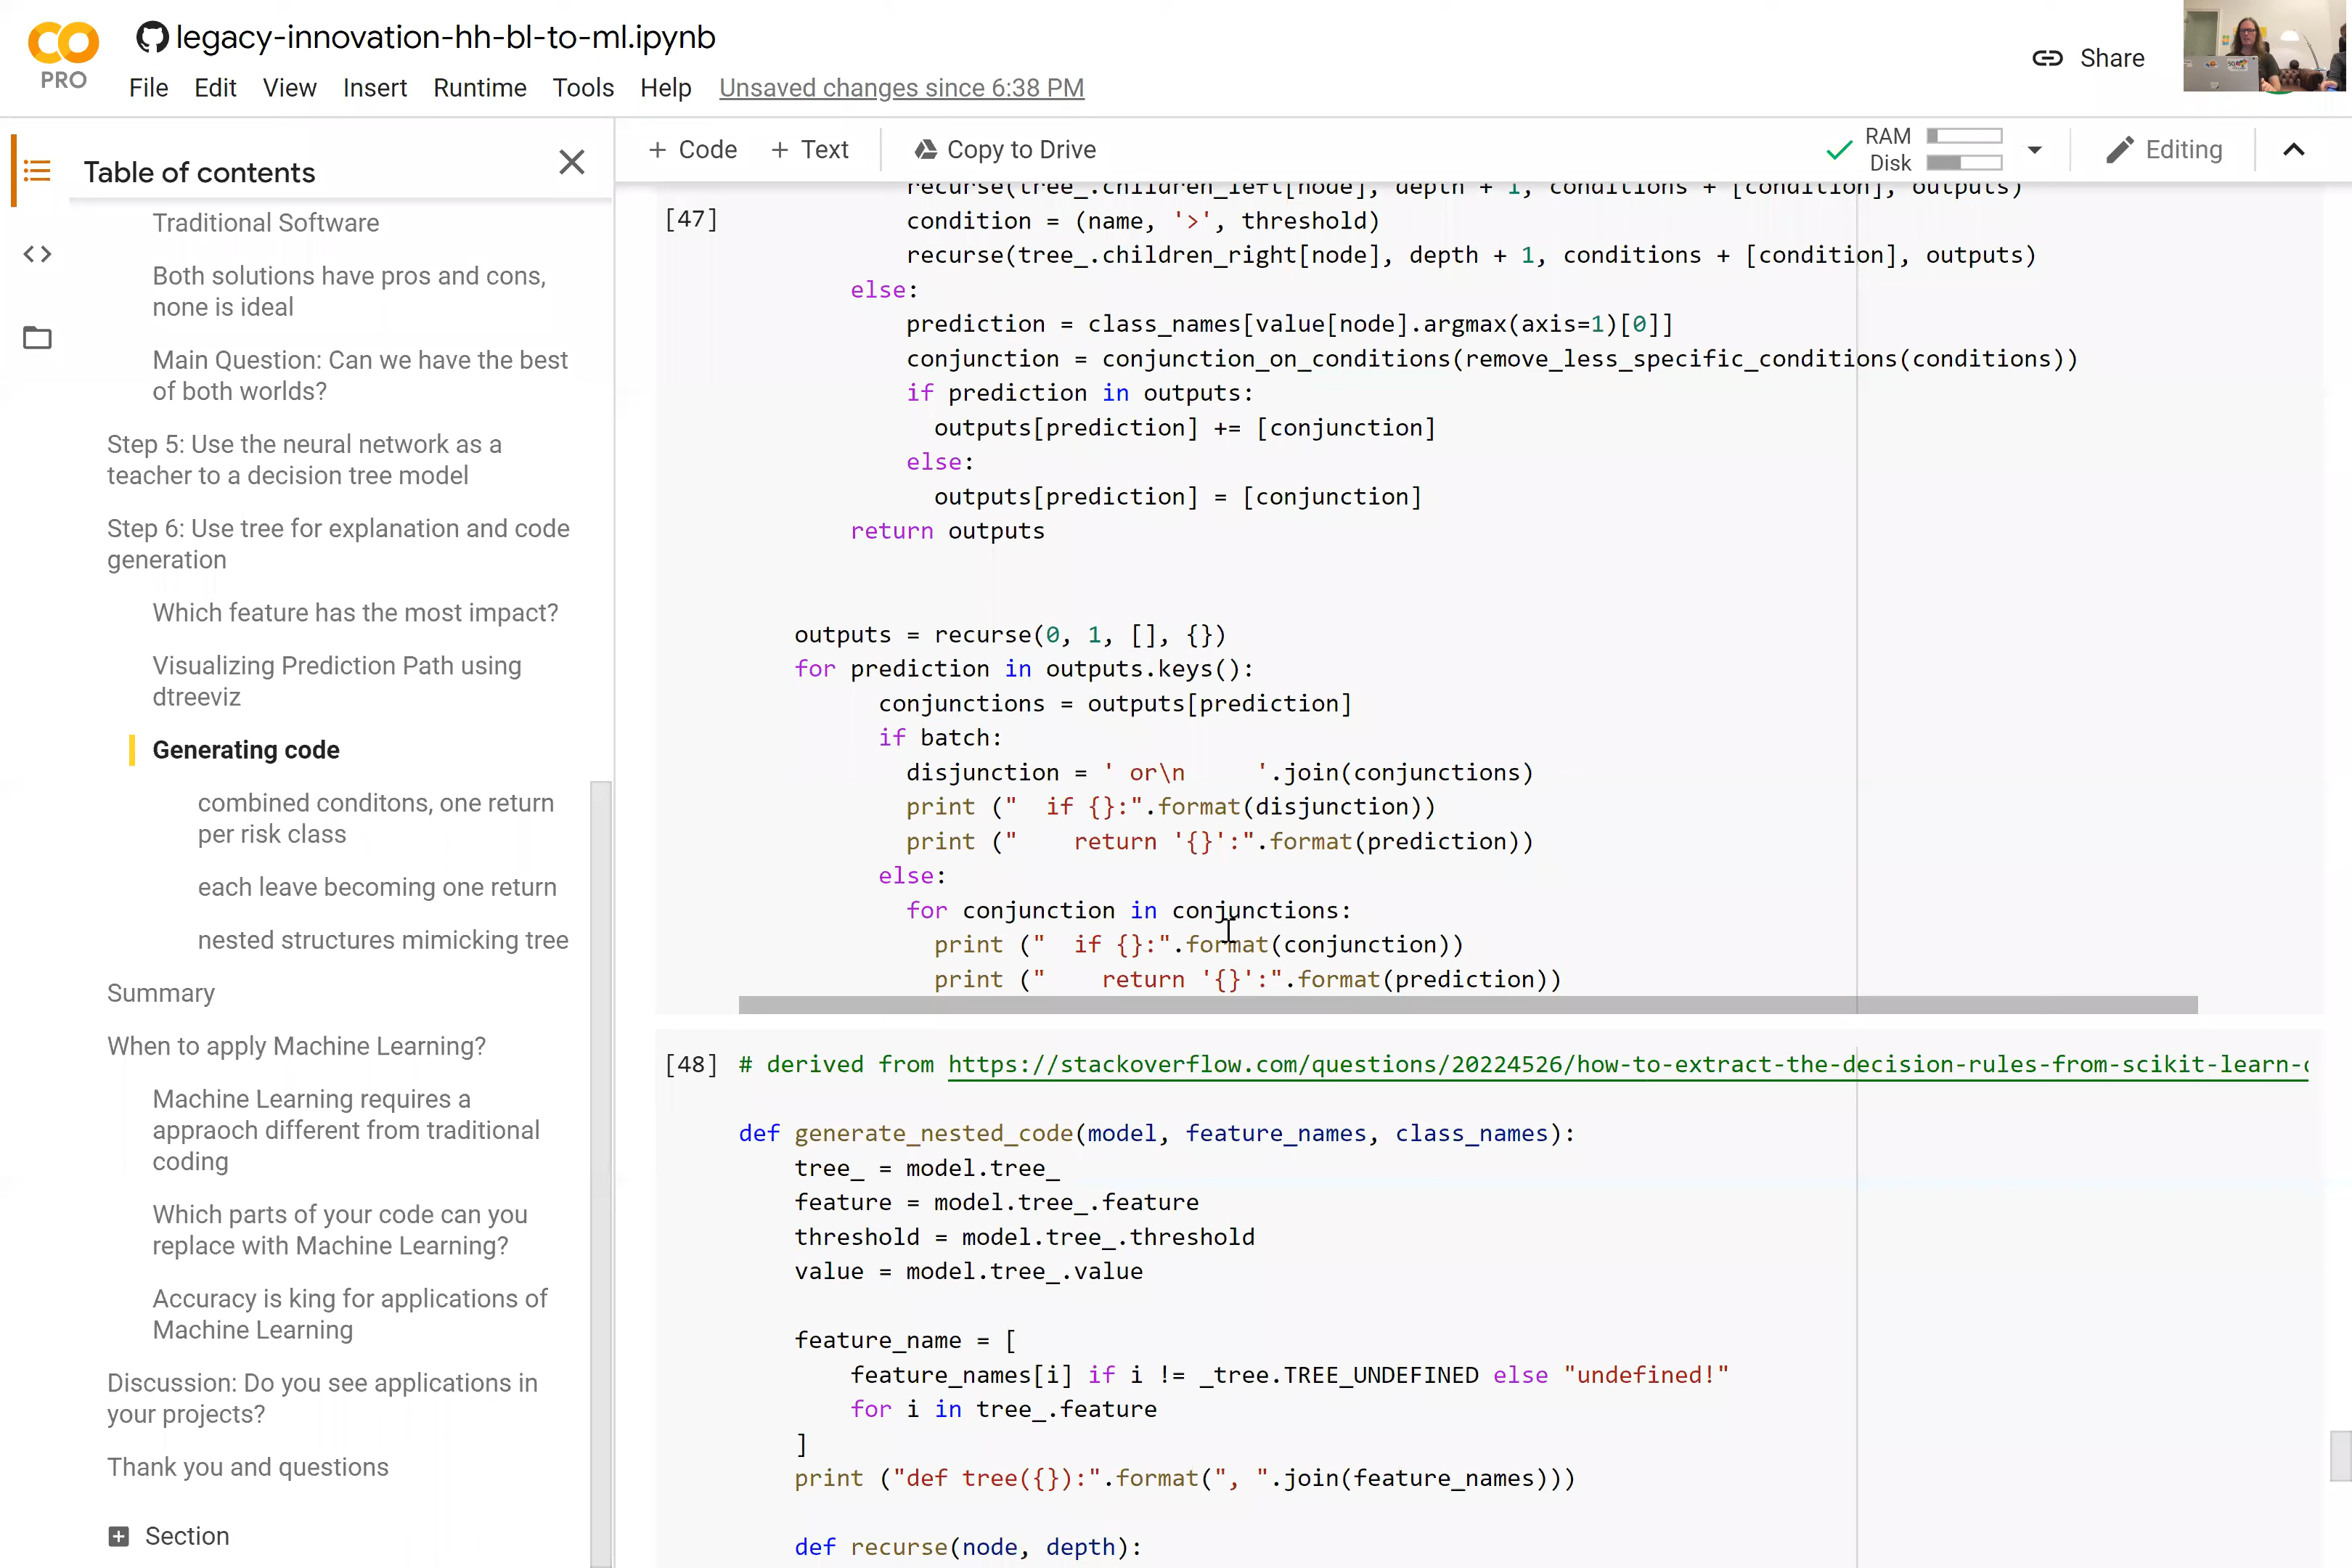 legacy-innovation-hh-bl-to-ml.ipynb
PRO
File Edit View Insert Runtime Tools Help Unsaved changes since 6:38 PM
Share
Table of contents
Traditional Software
Both solutions have pros and cons,
none is ideal
Main Question: Can we have the best
of both worlds?
Step 5: Use the neural network as a
teacher to a decision tree model
Step 6: Use tree for explanation and code
generation
Which feature has the most impact?
Visualizing Prediction Path using
dtreeviz
Generating code
combined conditons, one return
per risk class
each leave becoming one return
nested structures mimicking tree
Summary
When to apply Machine Learning?
Machine Learning requires a
appraoch different from traditional
coding
Which parts of your code can you
replace with Machine Learning?
Accuracy is king for applications of
Machine Learning
Discussion: Do you see applications in
your projects?
Thank you and questions
Section
+ Code + Text Copy to Drive
RAM
Disk
Editing
recurse(tree_.children_left[node], depth + 1, conditions + [condition], outputs)
[47] condition = (name, '>', threshold)
recurse(tree_.children_right[node], depth + 1, conditions + [condition], outputs)
else:
prediction = class_names[value[node].argmax(axis=1)[0]]
conjunction = conjunction_on_conditions(remove_less_specific_conditions(conditions))
if prediction in outputs:
outputs[prediction] += [conjunction]
else:
outputs[prediction] = [conjunction]
return outputs
outputs = recurse(0, 1, [], {})
for prediction in outputs.keys():
conjunctions = outputs[prediction]
if batch:
disjunction = ' or\n     '.join(conjunctions)
print ("  if {}:".format(disjunction))
print ("    return '{}':".format(prediction))
else:
for conjunction in conjunctions:
print ("  if {}:".format(conjunction))
print ("    return '{}':".format(prediction))
[48] # derived from https://stackoverflow.com/questions/20224526/how-to-extract-the-decision-rules-from-scikit-learn-
def generate_nested_code(model, feature_names, class_names):
tree_ = model.tree_
feature = model.tree_.feature
threshold = model.tree_.threshold
value = model.tree_.value
feature_name = [
feature_names[i] if i != _tree.TREE_UNDEFINED else "undefined!"
for i in tree_.feature
]
print ("def tree({}):".format(", ".join(feature_names)))
def recurse(node, depth):